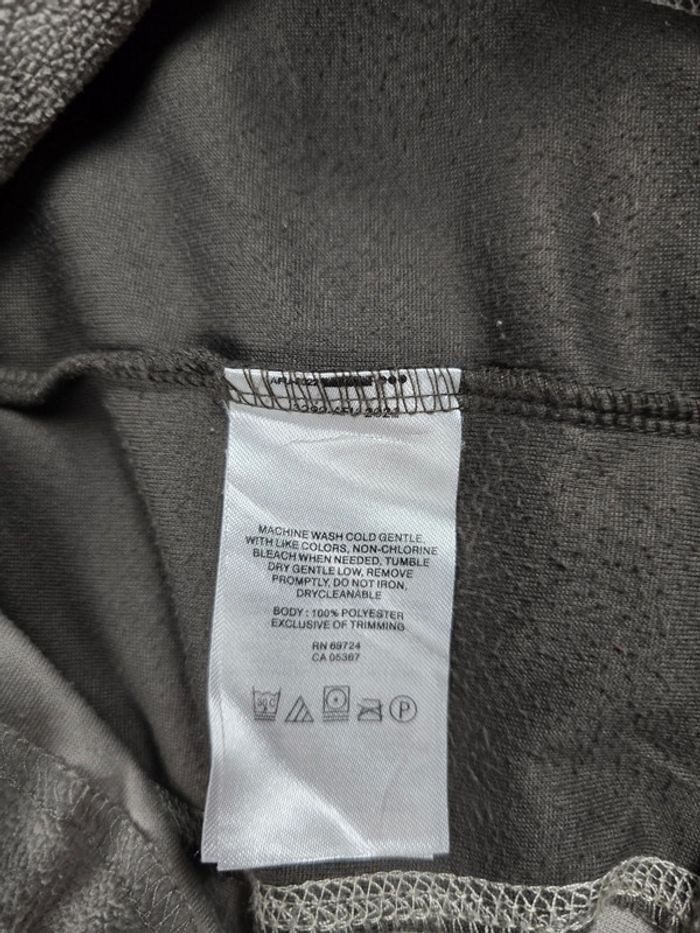 MACHINE WASH COLD GENTLE,
WITH LIKE COLORS, NON-CHLORINE
BLEACH WHEN NEEDED, TUMBLE
DRY GENTLE LOW, REMOVE
PROMPTLY, DO NOT IRON,
DRYCLEANABLE
BODY : 100% POLYESTER
EXCLUSIVE OF TRIMMING
RN 69724
CA 05367
30 C
P